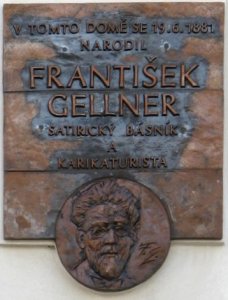 V TOMTO DOMĚ SE 19.6.1881
NARODIL
FRANTIŠEK
GELLNER
SATIRICKÝ BÁSNÍK
A
KARIKATURISTA